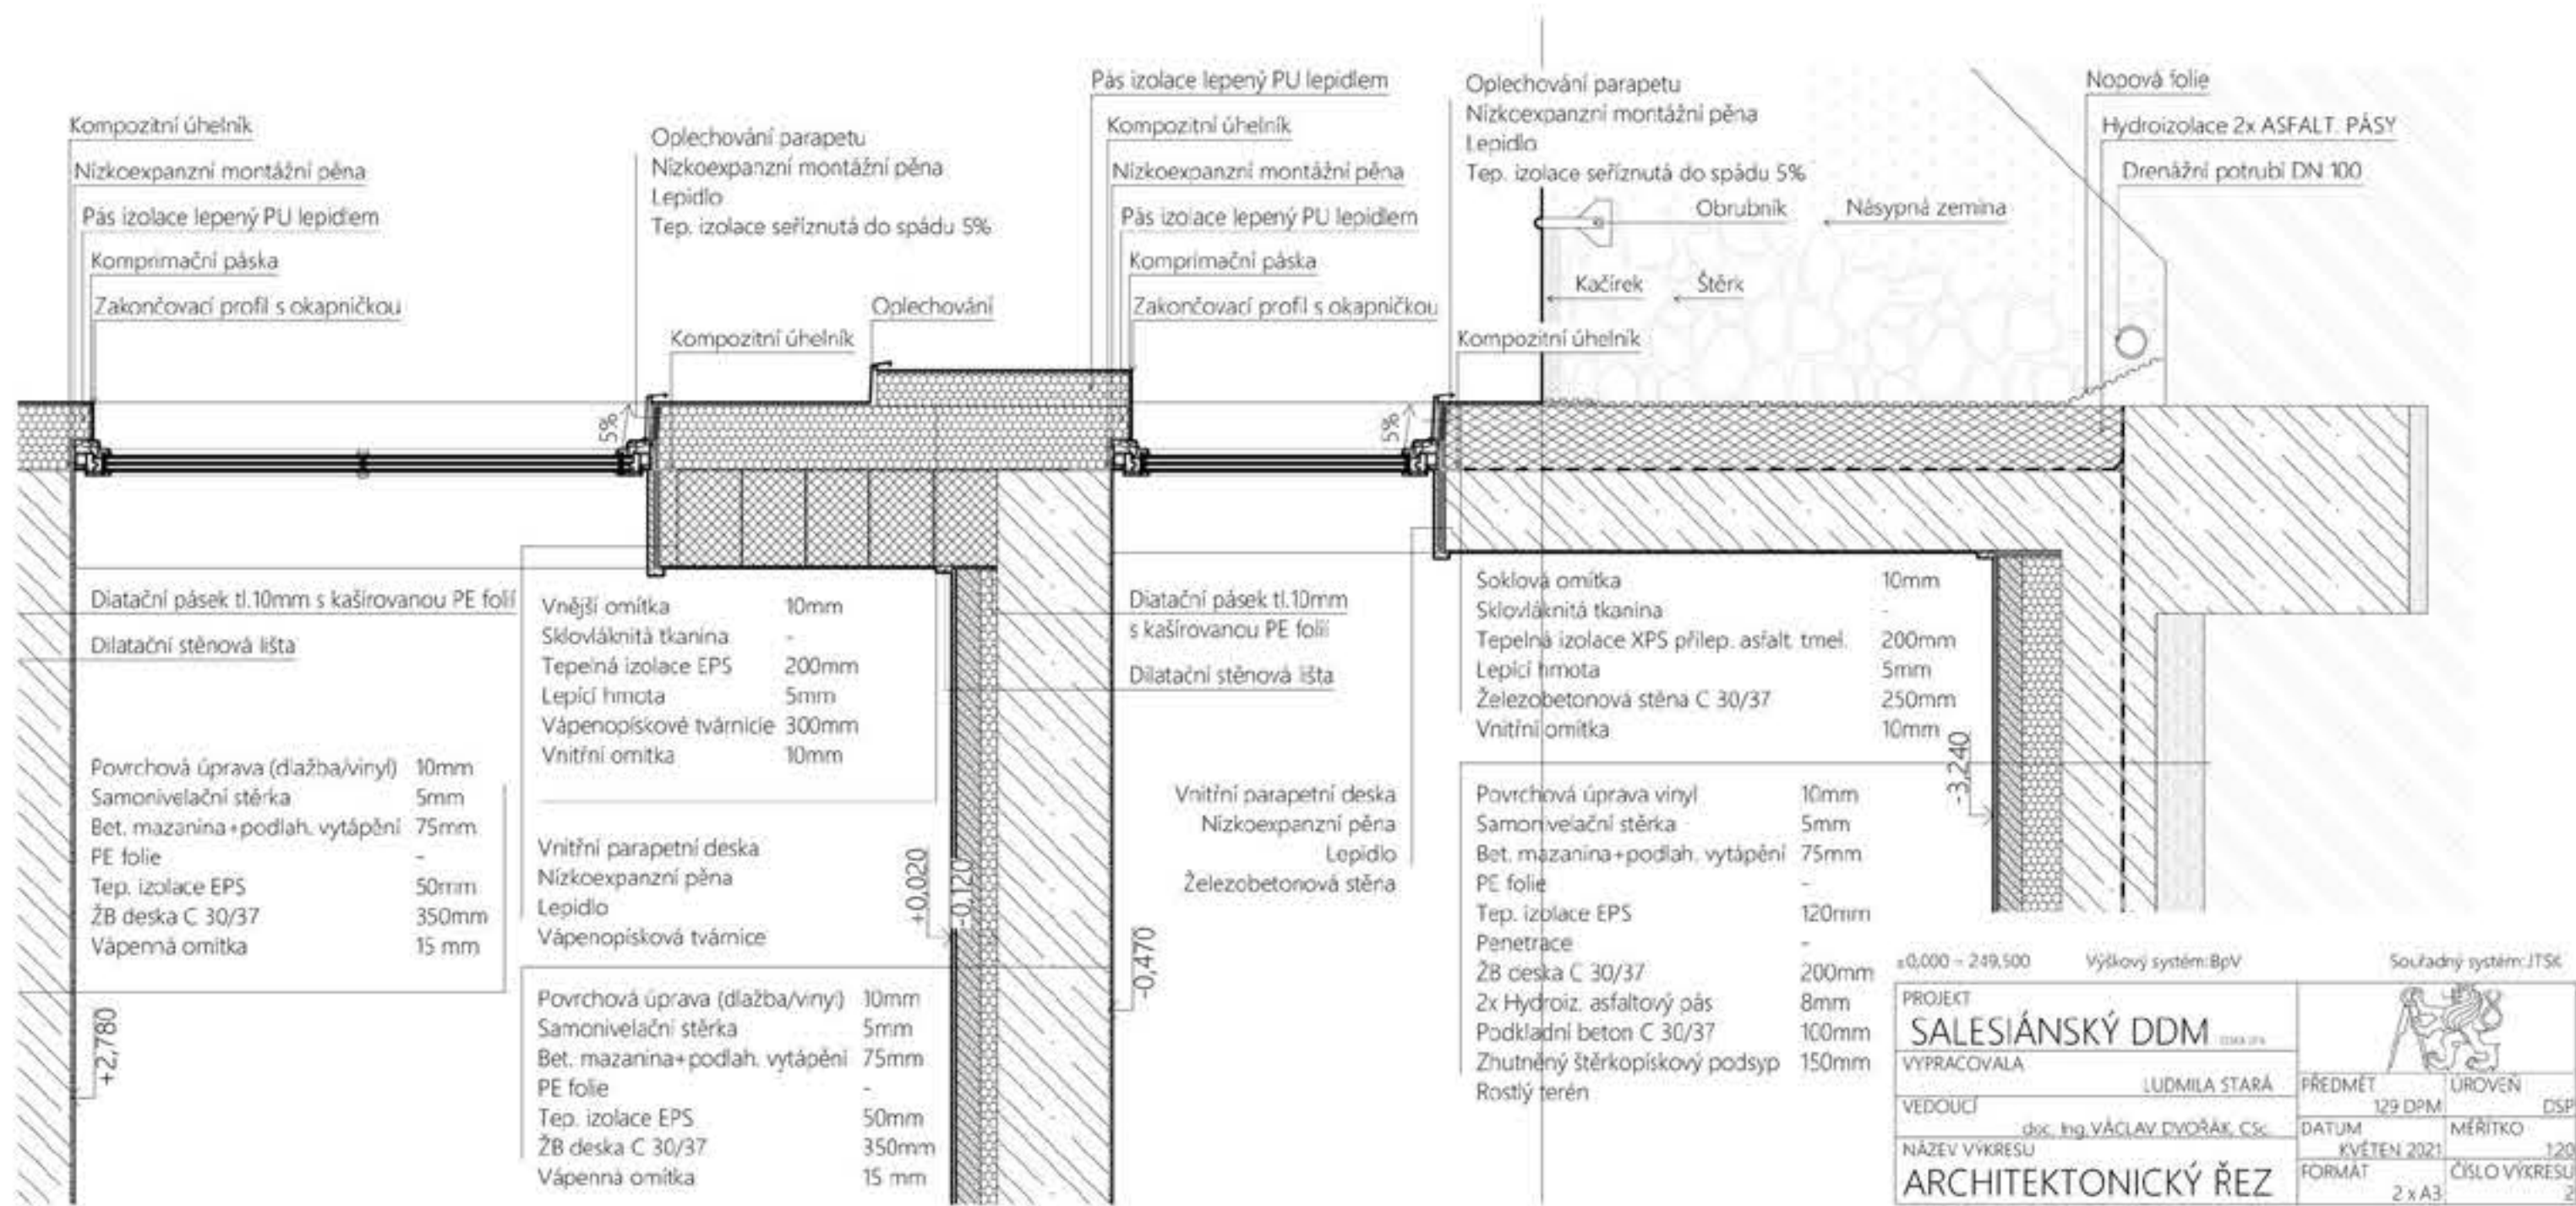 Kompozitní úhelník
Nízkoexpanzní montážní pěna
Pás izolace lepený PU lepidlem
Komprimační páska
Zakončovací profil s okapničkou
Oplechování parapetu
Nízkoexpanzní montážní pěna
Lepidlo
Tep. izolace seříznutá do spádu 5%
Kompozitní úhelník
Oplechování
Pás izolace lepený PU lepidlem
Kompozitní úhelník
Nízkoexpanzní montážní pěna
Pás izolace lepený PU lepidlem
Komprimační páska
Zakončovací profil s okapničkou
Oplechování parapetu
Nízkoexpanzní montážní pěna
Lepidlo
Tep. izolace seříznutá do spádu 5%
Obrubník
Násypná zemina
Kačírek
Štěrk
Kompozitní úhelník
Nopová folie
Hydroizolace 2x ASFALT. PÁSY
Drenážní potrubí DN 100
5%
5%
Diatační pásek tl.10mm s kašírovanou PE folií
Dilatační stěnová lišta
Povrchová úprava (dlažba/vinyl) 10mm
Samonivelační stěrka 5mm
Bet. mazanina+podlah. vytápění 75mm
PE folie -
Tep. izolace EPS 50mm
ŽB deska C 30/37 350mm
Vápenná omítka 15 mm
+2,780
Vnější omítka 10mm
Sklovláknitá tkanina -
Tepelná izolace EPS 200mm
Lepící hmota 5mm
Vápenopískové tvárnicie 300mm
Vnitřní omítka 10mm
Vnitřní parapetní deska
Nízkoexpanzní pěna
Lepidlo
Vápenopísková tvárnice
+0,020
-0,120
Povrchová úprava (dlažba/vinyl) 10mm
Samonivelační stěrka 5mm
Bet. mazanina+podlah. vytápění 75mm
PE folie -
Tep. izolace EPS 50mm
ŽB deska C 30/37 350mm
Vápenná omítka 15 mm
Diatační pásek tl.10mm
s kašírovanou PE folií
Dilatační stěnová lišta
Vnitřní parapetní deska
Nízkoexpanzní pěna
Lepidlo
Železobetonová stěna
-0,470
Soklová omítka 10mm
Sklovláknitá tkanina -
Tepelná izolace XPS přilep. asfalt. tmel. 200mm
Lepící hmota 5mm
Železobetonová stěna C 30/37 250mm
Vnitřní omítka 10mm
-3,240
Povrchová úprava vinyl 10mm
Samonivelační stěrka 5mm
Bet. mazanina+podlah. vytápění 75mm
PE folie -
Tep. izolace EPS 120mm
Penetrace -
ŽB deska C 30/37 200mm
2x Hydroiz. asfaltový pás 8mm
Podkladní beton C 30/37 100mm
Zhutněný štěrkopískový podsyp 150mm
Rostlý terén
±0,000 = 249,500 Výškový systém:BpV Souřadný systém:JTSK
PROJEKT
SALESIÁNSKÝ DDM
VYPRACOVALA
LUDMILA STARÁ
VEDOUCÍ
doc. Ing. VÁCLAV DVOŘÁK, CSc.
NÁZEV VÝKRESU
ARCHITEKTONICKÝ ŘEZ
PŘEDMĚT ÚROVEŇ
129 DPM DSP
DATUM MĚŘÍTKO
KVĚTEN 2021 1:20
FORMÁT ČÍSLO VÝKRESU
2 x A3 2